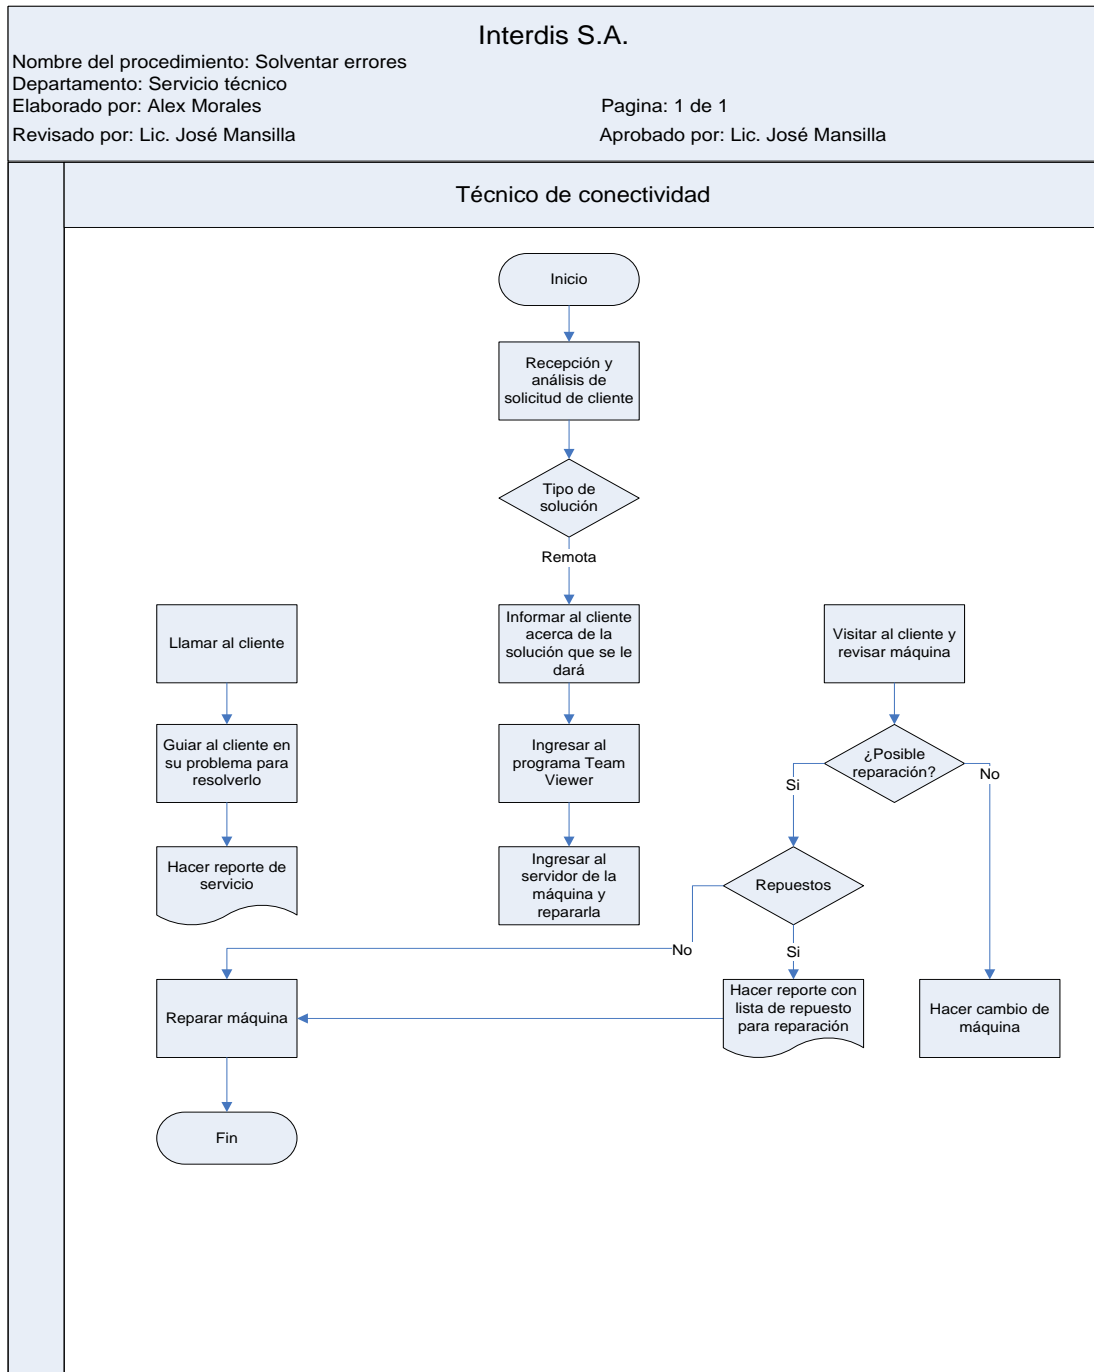 Interdis S.A.
Nombre del procedimiento: Solventar errores
Departamento: Servicio técnico
Elaborado por: Alex Morales
Pagina: 1 de 1
Revisado por: Lic. José Mansilla
Aprobado por: Lic. José Mansilla
Técnico de conectividad
Inicio
Recepción y
análisis de
solicitud de cliente
Tipo de
solución
Remota
Llamar al cliente
Informar al cliente
acerca de la
solución que se le
dará
Visitar al cliente y
revisar máquina
Guiar al cliente en
su problema para
resolverlo
Ingresar al
programa Team
Viewer
¿Posible
reparación?
Si
No
Hacer reporte de
servicio
Ingresar al
servidor de la
máquina y
repararla
Repuestos
No
Si
Reparar máquina
Hacer reporte con
lista de repuesto
para reparación
Hacer cambio de
máquina
Fin